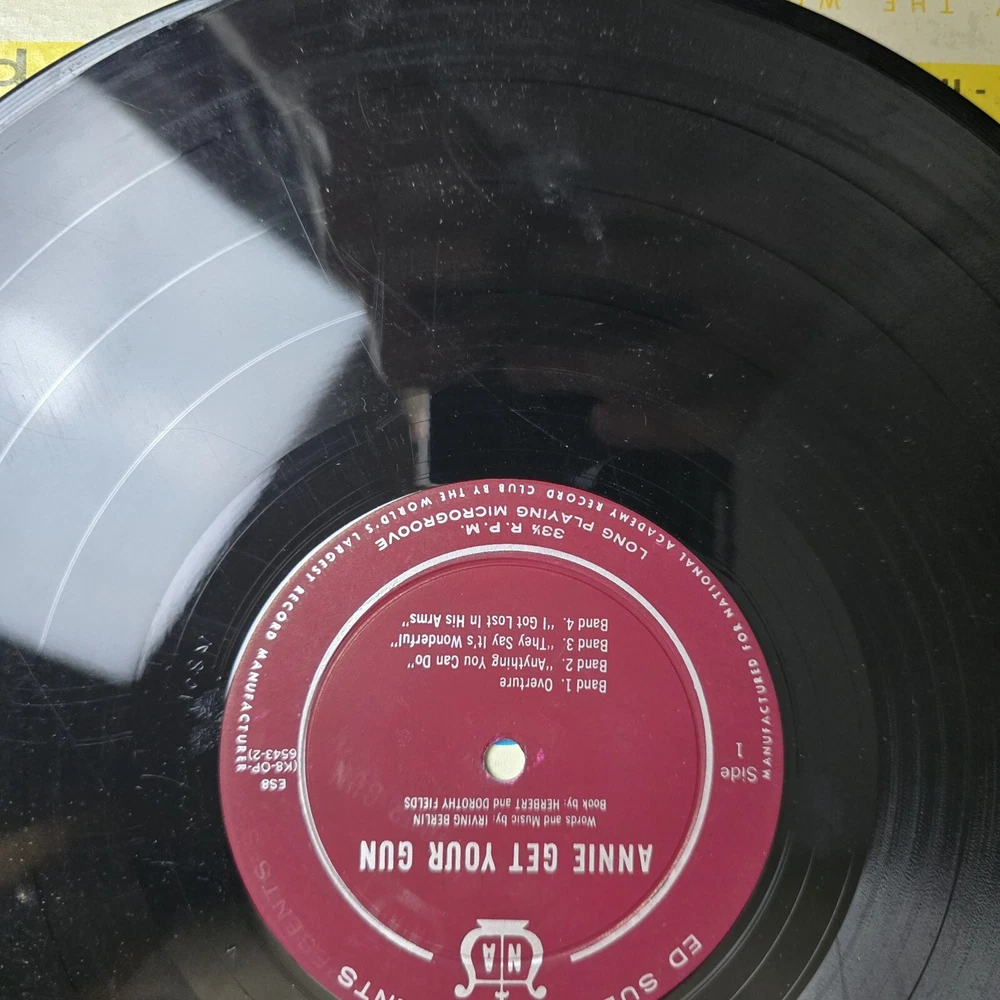 ED SU
ENTS
NA
ANNIE GET YOUR GUN
Words and Music by: IRVING BERLIN
Book by: HERBERT and DOROTHY FIELDS
Side 1
ES8
(K8-OP-
6543-2)
Band 1. Overture
Band 2. "Anything You Can Do"
Band 3. "They Say It's Wonderful"
Band 4. "I Got Lost In His Arms"
LONG PLAYING MICROGROOVE
33⅓ R.P.M.
MANUFACTURED FOR NATIONAL ACADEMY RECORD CLUB BY THE WORLD'S LARGEST RECORD MANUFACTURER